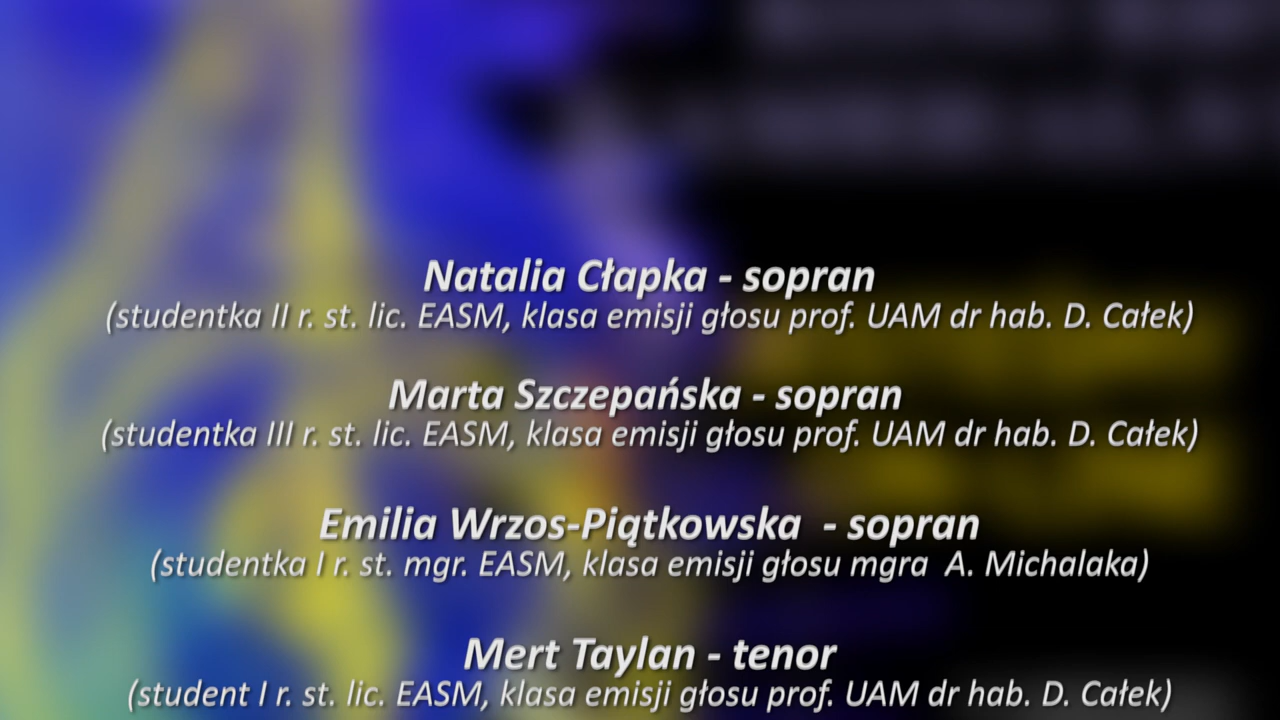 Natalia Cłapka - sopran
(studentka II r. st. lic. EASM, klasa emisji głosu prof. UAM dr hab. D. Całek)
Marta Szczepańska - sopran
(studentka III r. st. lic. EASM, klasa emisji głosu prof. UAM dr hab. D. Całek)
Emilia Wrzos-Piątkowska - sopran
(studentka I r. st. mgr. EASM, klasa emisji głosu mgra A. Michalaka)
Mert Taylan - tenor
(student I r. st. lic. EASM, klasa emisji głosu prof. UAM dr hab. D. Całek)